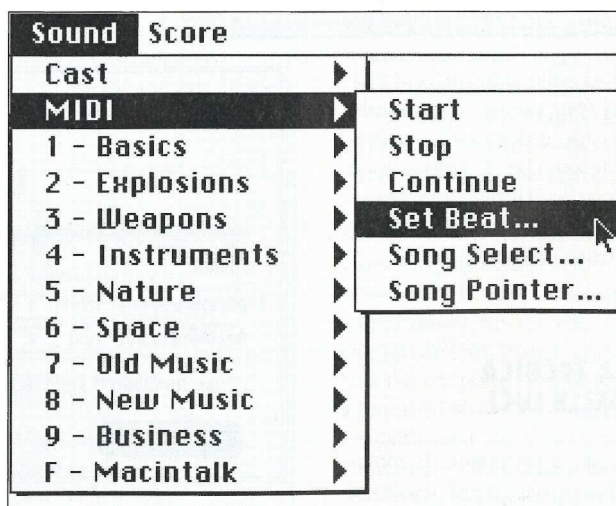 Sound Score
Cast
MIDI
1 - Basics
2 - Explosions
3 - Weapons
4 - Instruments
5 - Nature
6 - Space
7 - Old Music
8 - New Music
9 - Business
F - Macintalk
Start
Stop
Continue
Set Beat...
Song Select...
Song Pointer...